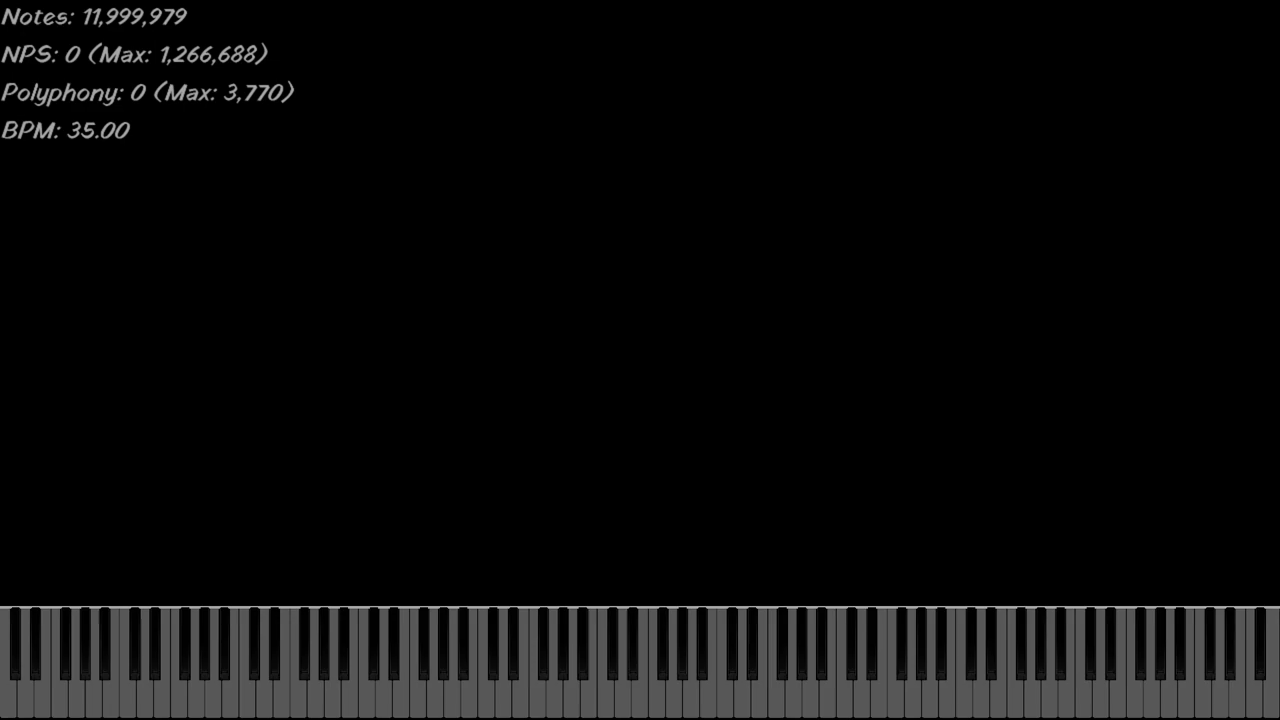 Notes: 11,999,979
NPS: 0 (Max: 1,266,688)
Polyphony: 0 (Max: 3,770)
BPM: 35.00